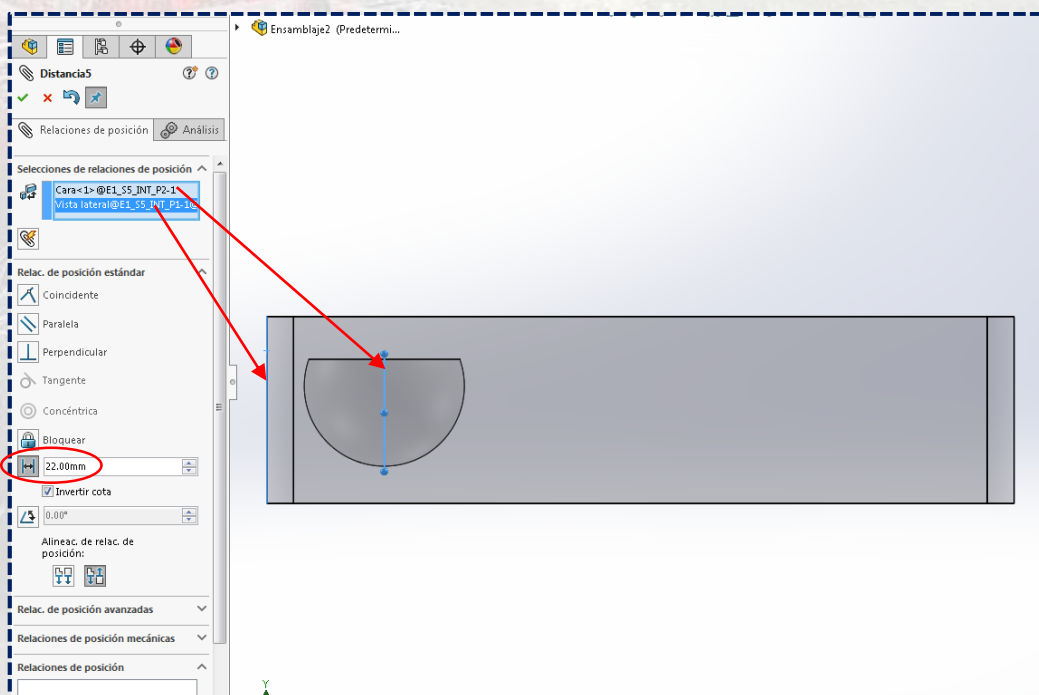 Ensamblaje2 (Predetermi...
Distancia5
Relaciones de posición
Análisis
Selecciones de relaciones de posición
Cara<1>@E1_S5_INT_P2-1
Vista lateral@E1_S5_INT_P1-1@
Relac. de posición estándar
Coincidente
Paralela
Perpendicular
Tangente
Concéntrica
Bloquear
22.00mm
Invertir cota
0.00°
Alineac. de relac. de
posición:
Relac. de posición avanzadas
Relaciones de posición mecánicas
Relaciones de posición
Y